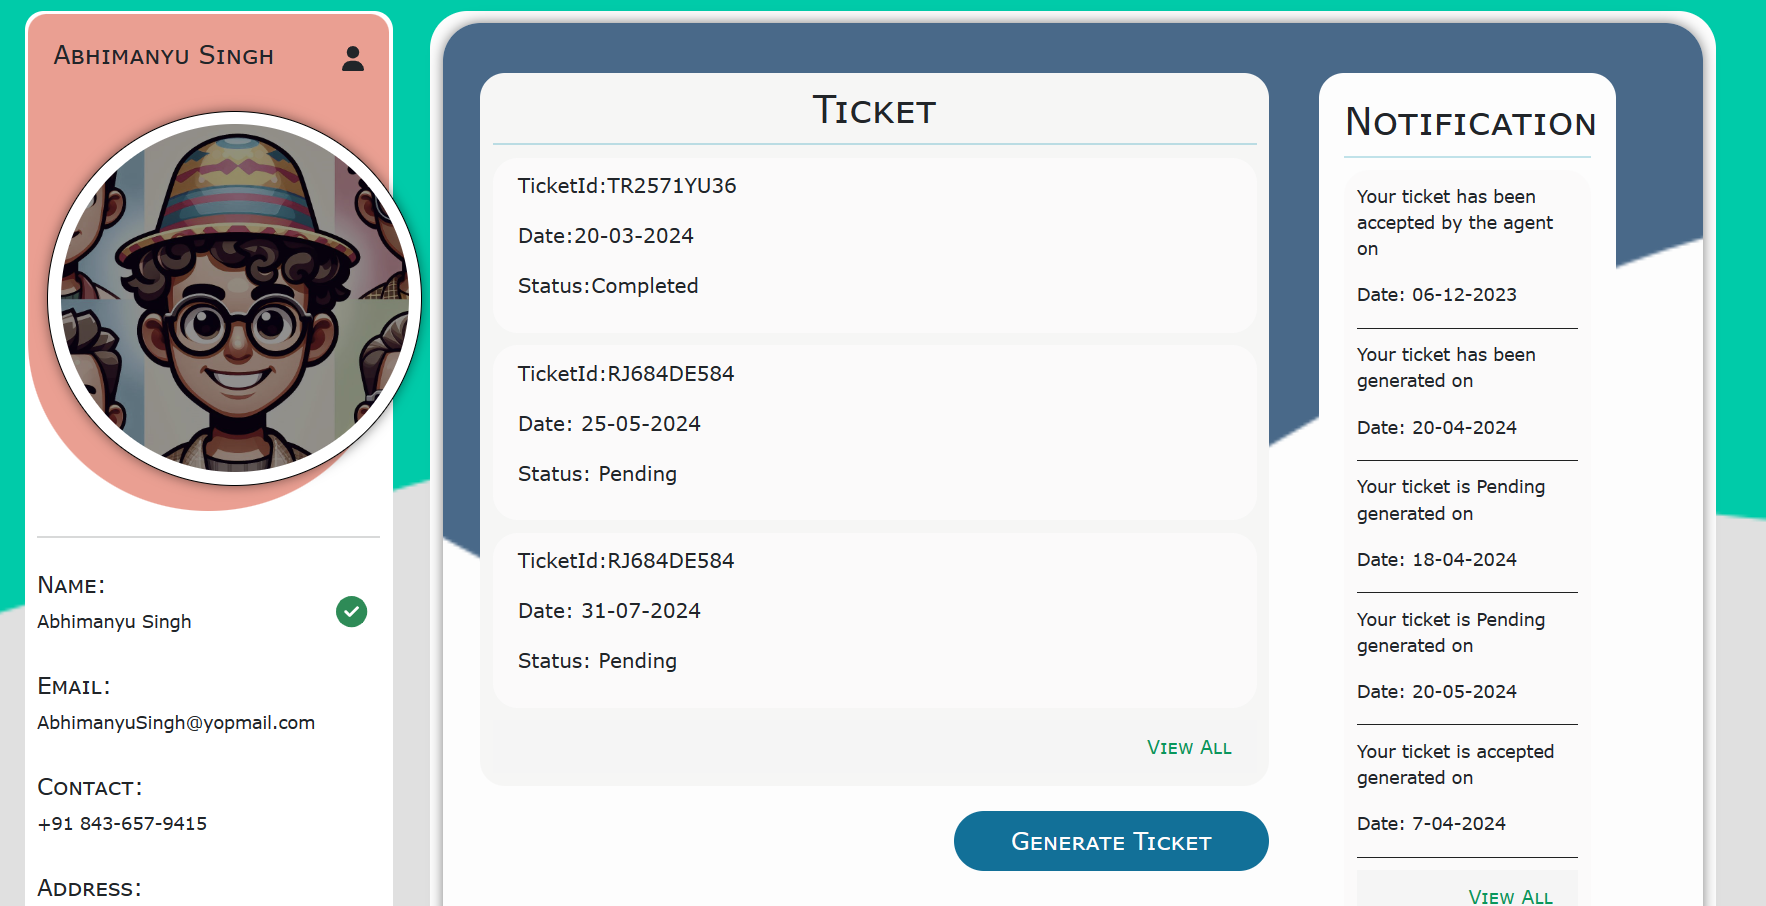 Abhimanyu Singh
Name:
Abhimanyu Singh
Email:
AbhimanyuSingh@yopmail.com
Contact:
+91 843-657-9415
Address:
Ticket
TicketId:TR2571YU36
Date:20-03-2024
Status:Completed
TicketId:RJ684DE584
Date: 25-05-2024
Status: Pending
TicketId:RJ684DE584
Date: 31-07-2024
Status: Pending
View All
Generate Ticket
Notification
Your ticket has been
accepted by the agent
on
Date: 06-12-2023
Your ticket has been
generated on
Date: 20-04-2024
Your ticket is Pending
generated on
Date: 18-04-2024
Your ticket is Pending
generated on
Date: 20-05-2024
Your ticket is accepted
generated on
Date: 7-04-2024
View All